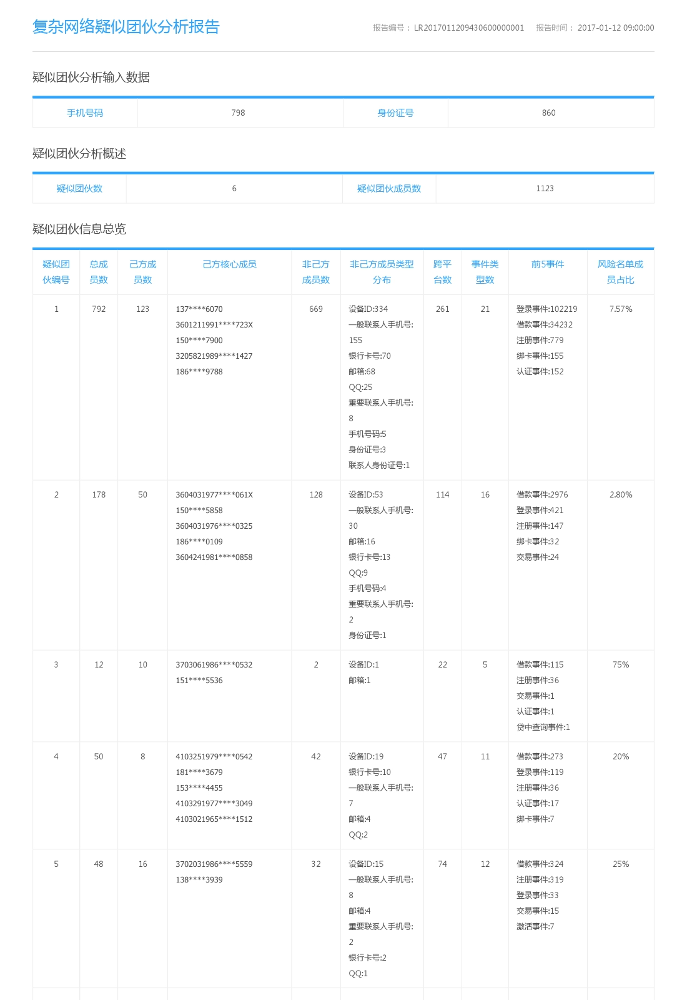 复杂网络疑似团伙分析报告
报告编号： LR2017011209430600000001 报告时间： 2017-01-12 09:00:00
疑似团伙分析输入数据
手机号码 798 身份证号 860
疑似团伙分析概述
疑似团伙数 6 疑似团伙成员数 1123
疑似团伙信息总览
疑似团 总成 己方成 己方核心成员 非己方 非己方成员类型 跨平 事件类 前5事件 风险名单成
伙编号 员数 员数 成员数 分布 台数 型数 员占比
1 792 123 137****6070 669 设备ID:334 261 21 登录事件:102219 7.57%
3601211991****723X 一般联系人手机号: 借款事件:34232
150****7900 155 注册事件:779
3205821989****1427 银行卡号:70 绑卡事件:155
186****9788 邮箱:68 认证事件:152
QQ:25
重要联系人手机号:
8
手机号码:5
身份证号:3
联系人身份证号:1
2 178 50 3604031977****061X 128 设备ID:53 114 16 借款事件:2976 2.80%
150****5858 一般联系人手机号: 登录事件:421
3604031976****0325 30 注册事件:147
186****0109 邮箱:16 绑卡事件:32
3604241981****0858 银行卡号:13 交易事件:24
QQ:9
手机号码:4
重要联系人手机号:
2
身份证号:1
3 12 10 3703061986****0532 2 设备ID:1 22 5 借款事件:115 75%
151****5536 邮箱:1 注册事件:36
交易事件:1
认证事件:1
贷中查询事件:1
4 50 8 4103251979****0542 42 设备ID:19 47 11 借款事件:273 20%
181****3679 银行卡号:10 登录事件:119
153****4455 一般联系人手机号: 注册事件:36
4103291977****3049 7 认证事件:17
4103021965****1512 邮箱:4 绑卡事件:7
QQ:2
5 48 16 3702031986****5559 32 设备ID:15 74 12 借款事件:324 25%
138****3939 一般联系人手机号: 注册事件:319
8 登录事件:33
邮箱:4 交易事件:15
重要联系人手机号: 激活事件:7
2
银行卡号:2
QQ:1